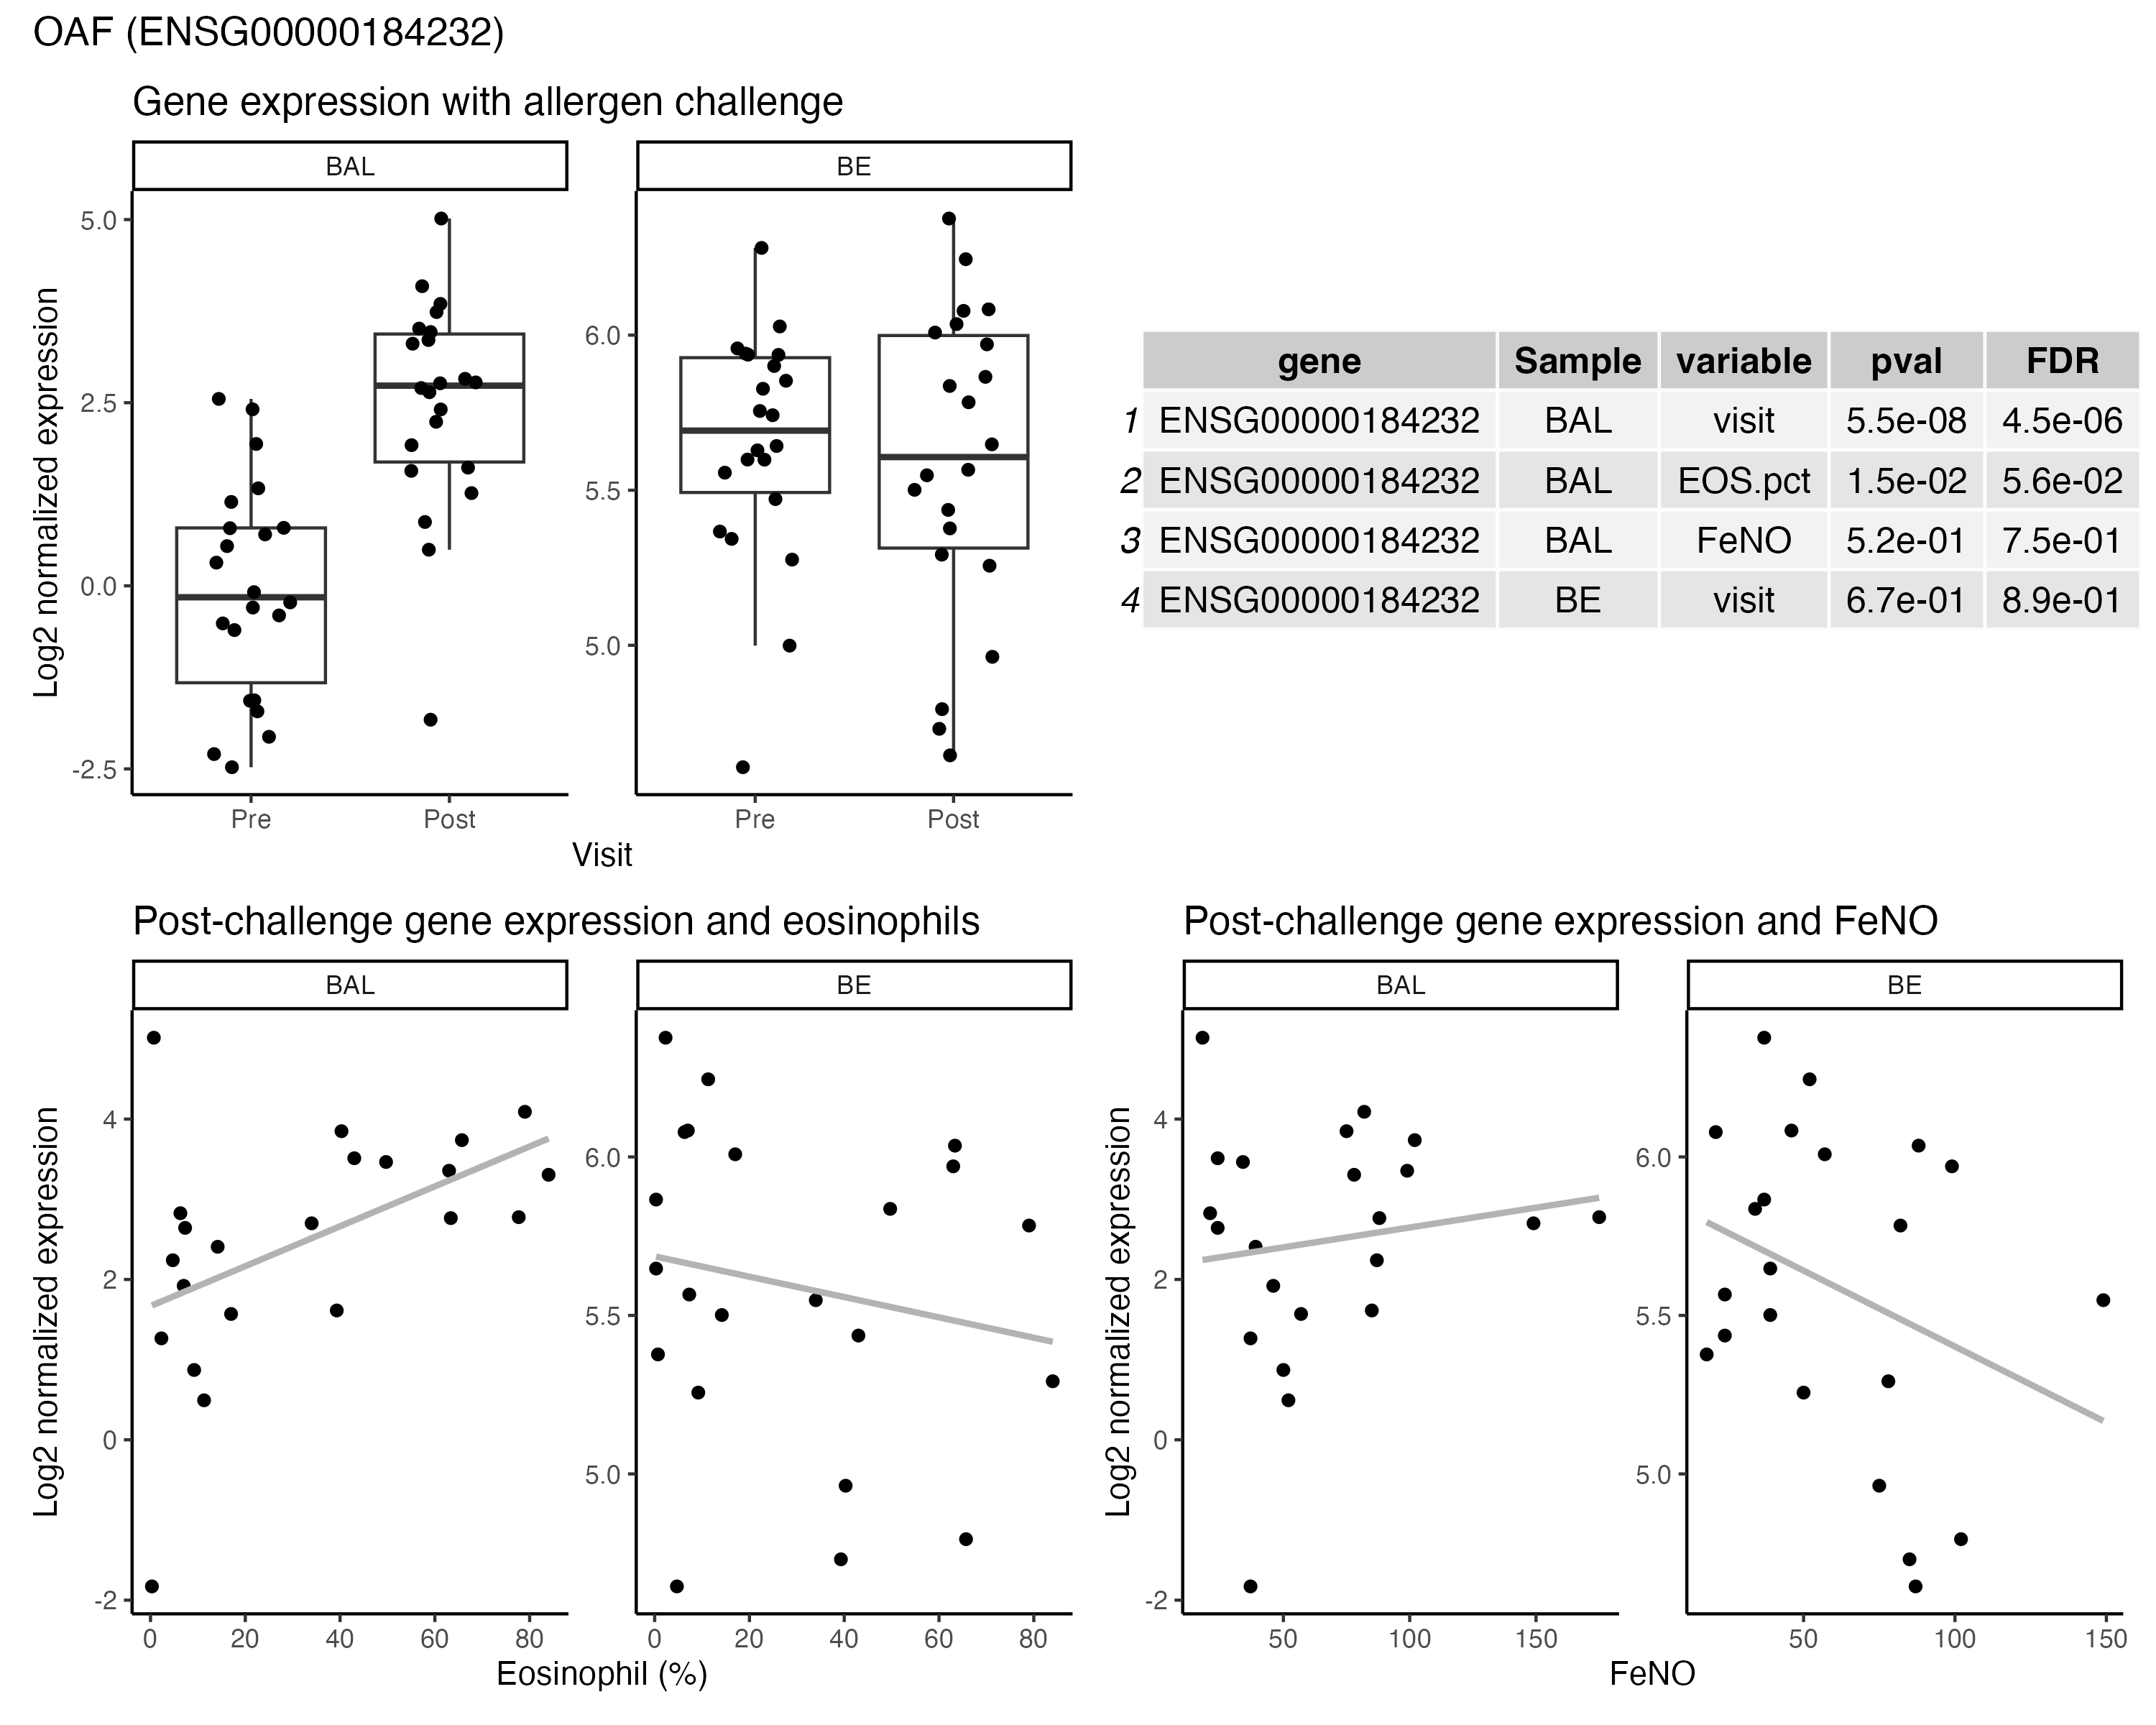 OAF (ENSG00000184232)
Gene expression with allergen challenge
BAL
BE
Log2 normalized expression
5.0
2.5
0.0
-2.5
6.0
5.5
5.0
Pre
Post
Pre
Post
Visit
gene Sample variable pval FDR
1 ENSG00000184232 BAL visit 5.5e-08 4.5e-06
2 ENSG00000184232 BAL EOS.pct 1.5e-02 5.6e-02
3 ENSG00000184232 BAL FeNO 5.2e-01 7.5e-01
4 ENSG00000184232 BE visit 6.7e-01 8.9e-01
Post-challenge gene expression and eosinophils
BAL
BE
Log2 normalized expression
4
2
0
-2
6.0
5.5
5.0
0 20 40 60 80
0 20 40 60 80
Eosinophil (%)
Post-challenge gene expression and FeNO
BAL
BE
Log2 normalized expression
4
2
0
-2
6.0
5.5
5.0
50 100 150
50 100 150
FeNO